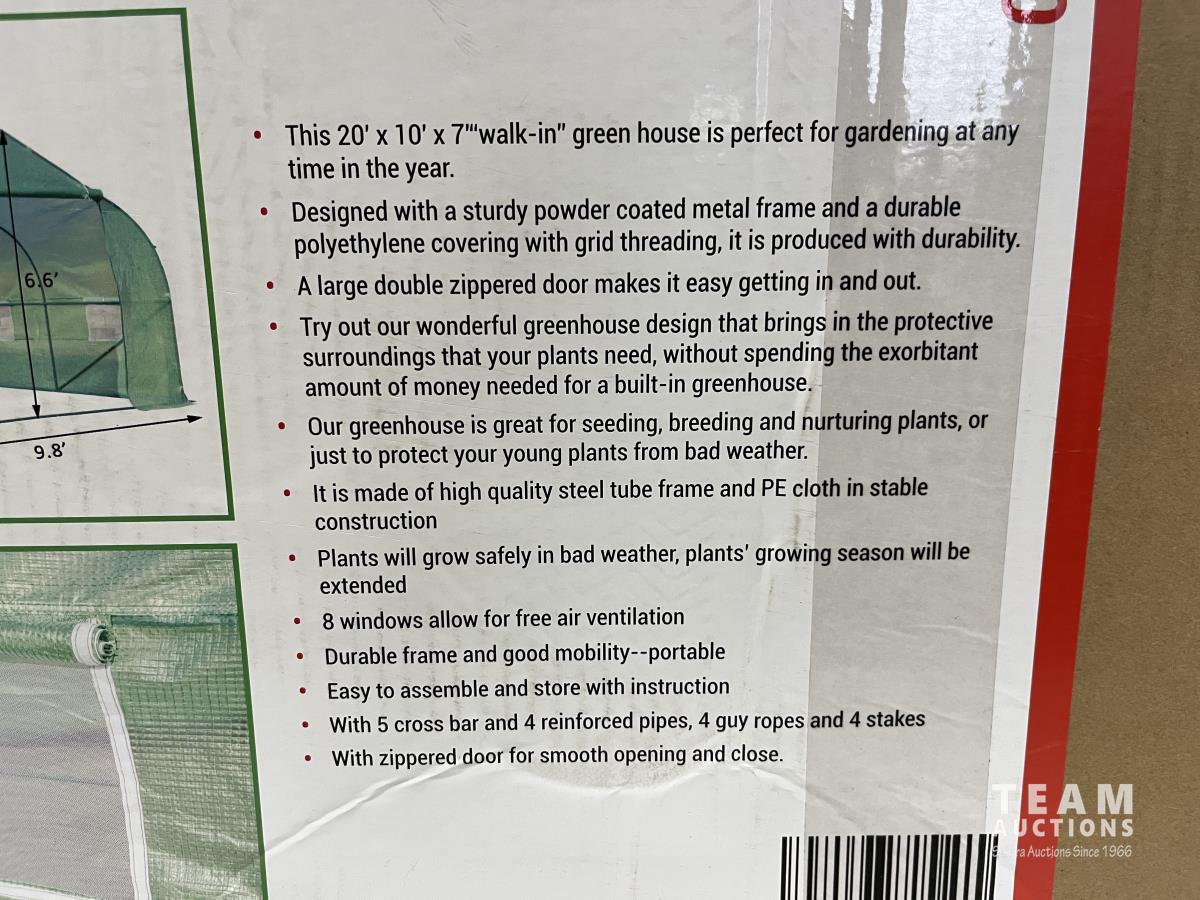 • This 20' x 10' x 7'"walk-in" green house is perfect for gardening at any
time in the year.
• Designed with a sturdy powder coated metal frame and a durable
polyethylene covering with grid threading, it is produced with durability.
• A large double zippered door makes it easy getting in and out.
• Try out our wonderful greenhouse design that brings in the protective
surroundings that your plants need, without spending the exorbitant
amount of money needed for a built-in greenhouse.
• Our greenhouse is great for seeding, breeding and nurturing plants, or
just to protect your young plants from bad weather.
• It is made of high quality steel tube frame and PE cloth in stable
construction
• Plants will grow safely in bad weather, plants' growing season will be
extended
• 8 windows allow for free air ventilation
• Durable frame and good mobility--portable
• Easy to assemble and store with instruction
• With 5 cross bar and 4 reinforced pipes, 4 guy ropes and 4 stakes
• With zippered door for smooth opening and close.
6.6'
9.8'
TEAM
AUCTIONS
Auctions Since 1966